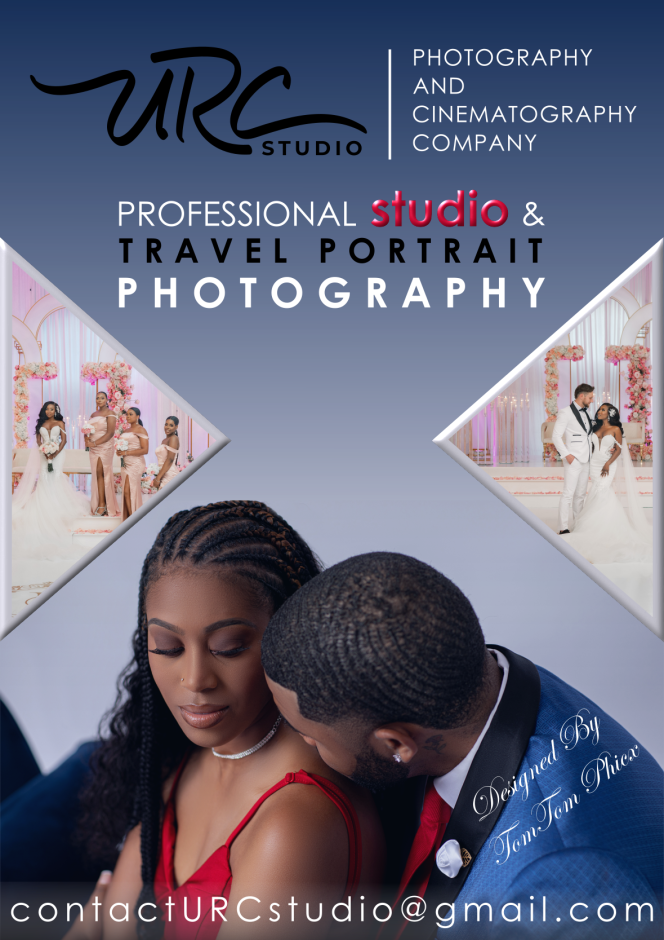 URC
STUDIO
PHOTOGRAPHY
AND
CINEMATOGRAPHY
COMPANY
PROFESSIONAL studio &
TRAVEL PORTRAIT
PHOTOGRAPHY
Designed By
TomTom Phicx
contactURCstudio@gmail.com